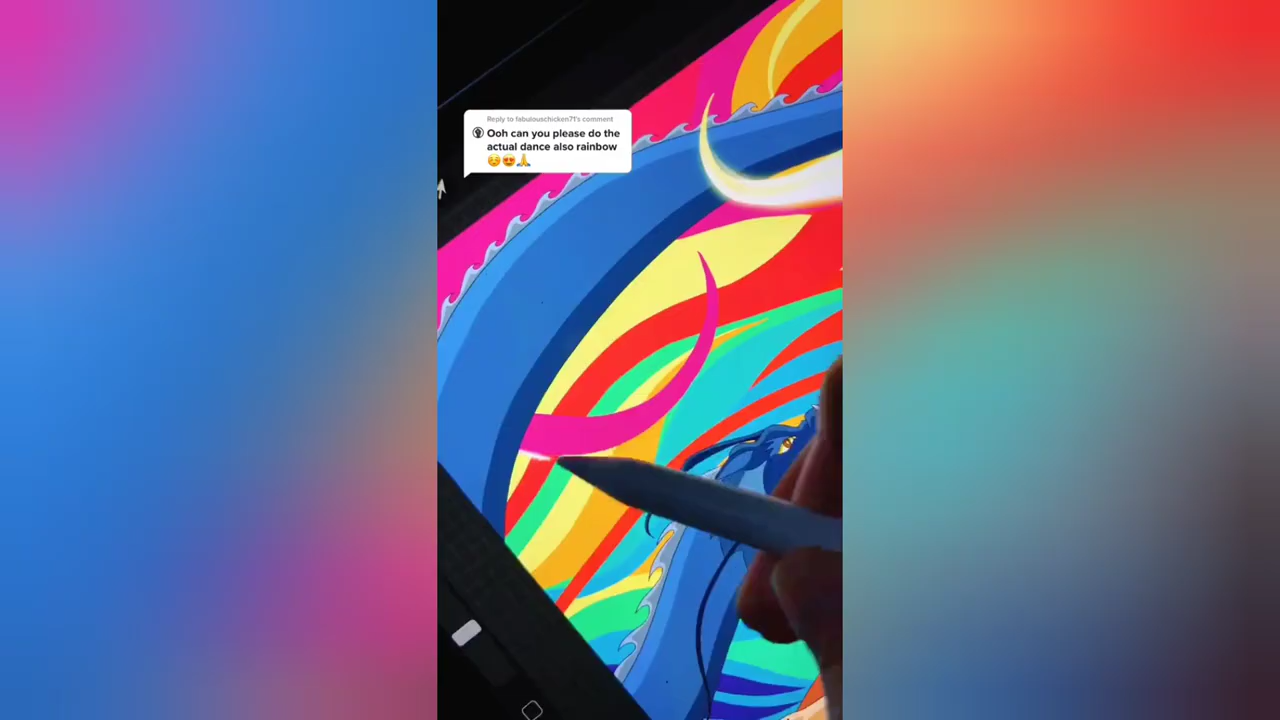 Reply to fabulouschicken71's comment
Ooh can you please do the
actual dance also rainbow
☺️😍🙏